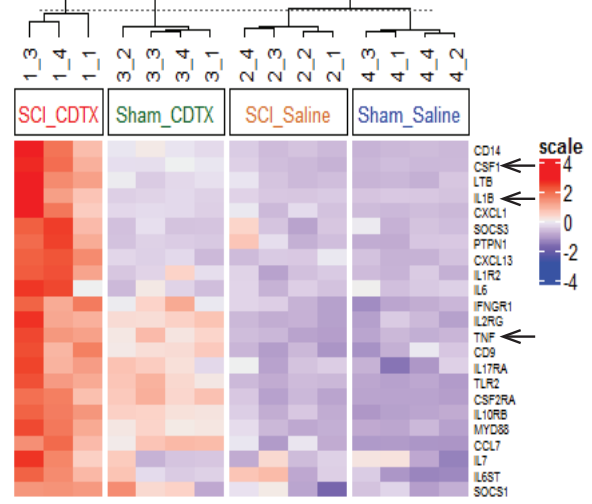 1_3 1_4 1_1 3_2 3_3 3_4 3_1 2_4 2_3 2_2 2_1 4_3 4_1 4_4 4_2
SCI_CDTX Sham_CDTX SCI_Saline Sham_Saline
CD14
CSF1
LTB
IL1B
CXCL1
SOCS3
PTPN1
CXCL13
IL1R2
IL6
IFNGR1
IL2RG
TNF
CD9
IL17RA
TLR2
CSF2RA
IL10RB
MYD88
CCL7
IL7
IL6ST
SOCS1
scale
4
2
0
-2
-4